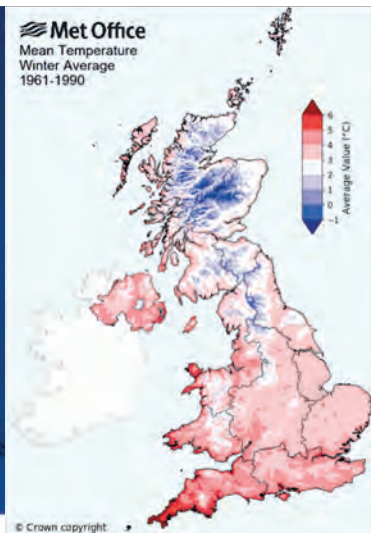 Met Office
Mean Temperature
Winter Average
1961-1990
6
5
4
3
2
1
0
−1
Average Value (°C)
© Crown copyright